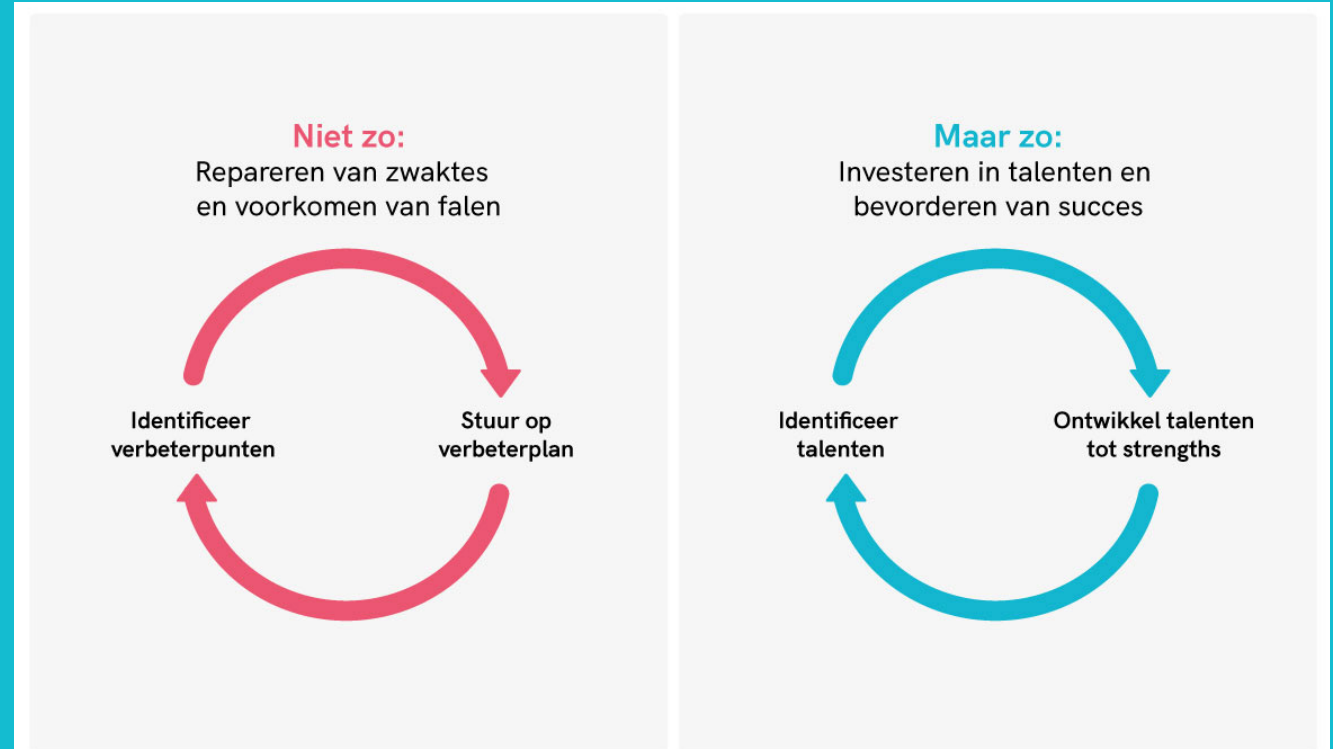 Niet zo:
Repareren van zwaktes
en voorkomen van falen
Identificeer
verbeterpunten
Stuur op
verbeterplan
Maar zo:
Investeren in talenten en
bevorderen van succes
Identificeer
talenten
Ontwikkel talenten
tot strengths